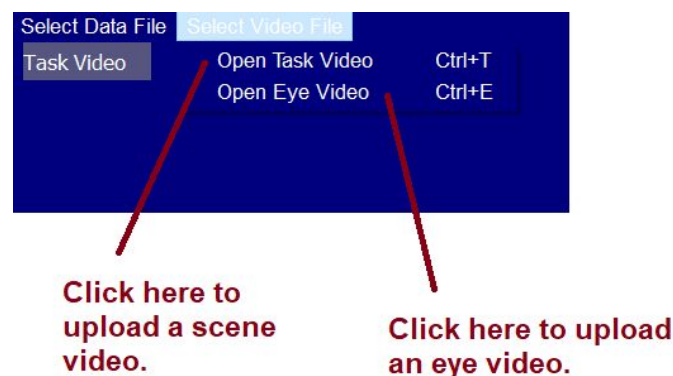 Select Data File Select Video File
Task Video
Open Task Video Ctrl+T
Open Eye Video Ctrl+E
Click here to
upload a scene
video.
Click here to upload
an eye video.